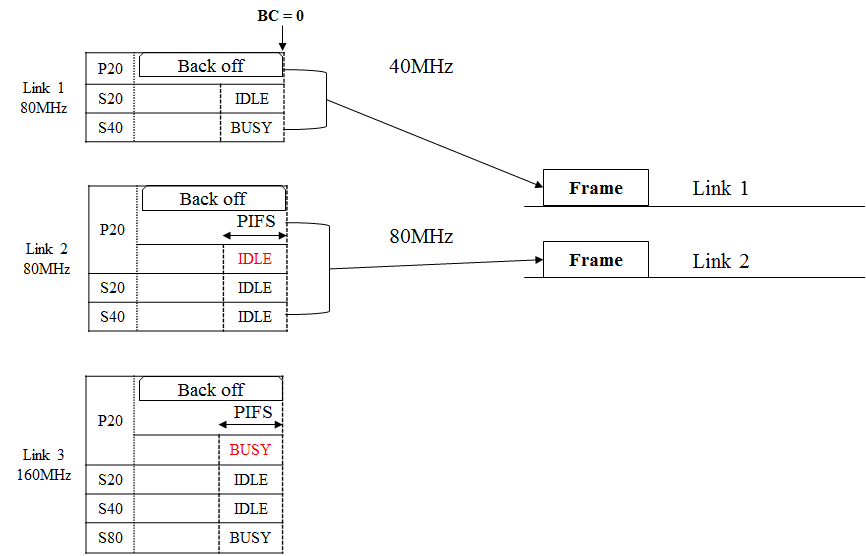 BC = 0
P20 Back off
Link 1
80MHz
S20 IDLE
S40 BUSY
40MHz
Frame Link 1
Back off
P20 PIFS
Link 2
80MHz
IDLE
S20 IDLE
S40 IDLE
80MHz
Frame Link 2
Back off
P20 PIFS
BUSY
Link 3
160MHz
S20 IDLE
S40 IDLE
S80 BUSY